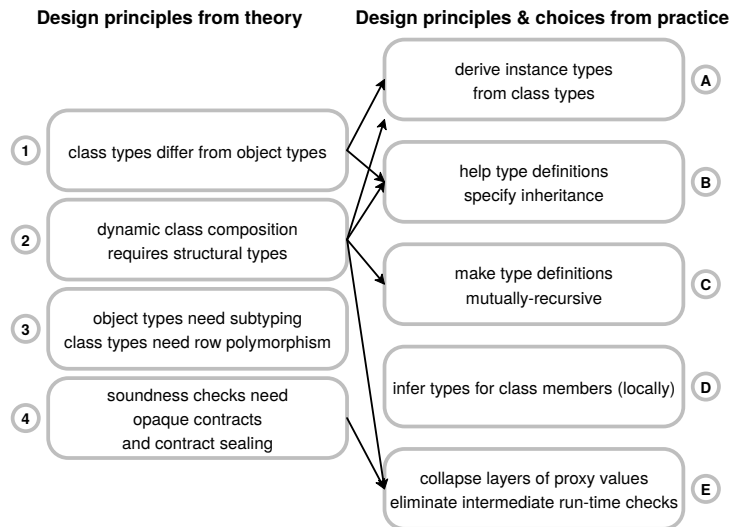 Design principles from theory
Design principles & choices from practice
1
class types differ from object types
2
dynamic class composition
requires structural types
3
object types need subtyping
class types need row polymorphism
4
soundness checks need
opaque contracts
and contract sealing
derive instance types
from class types
A
help type definitions
specify inheritance
B
make type definitions
mutually-recursive
C
infer types for class members (locally)
D
collapse layers of proxy values
eliminate intermediate run-time checks
E